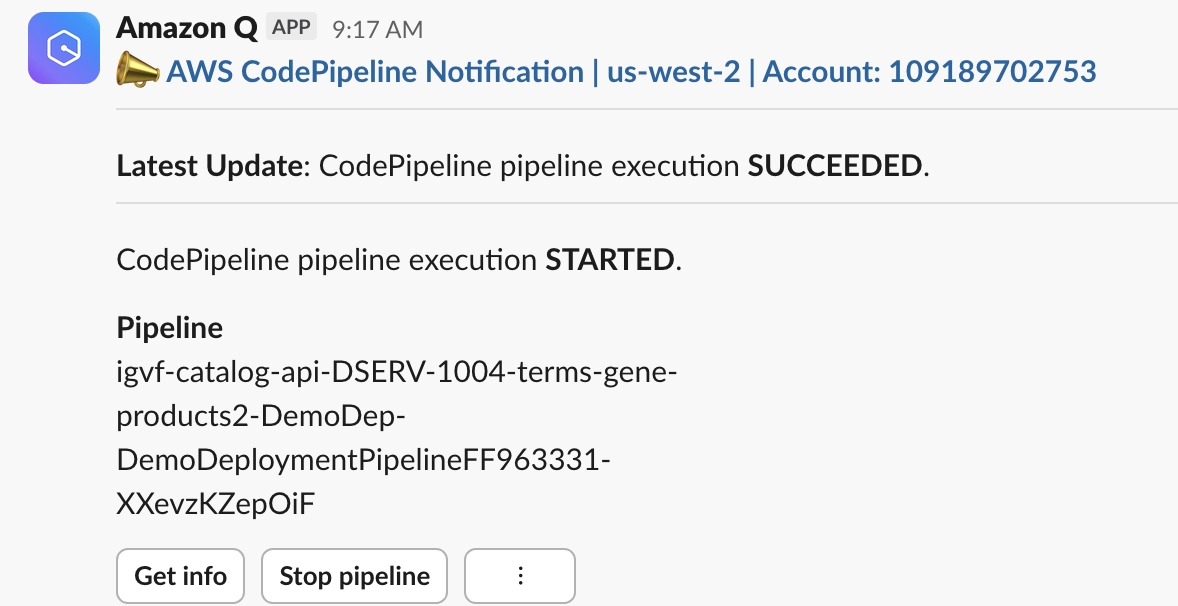 Amazon Q APP 9:17 AM
AWS CodePipeline Notification | us-west-2 | Account: 109189702753
Latest Update: CodePipeline pipeline execution SUCCEEDED.
CodePipeline pipeline execution STARTED.
Pipeline
igvf-catalog-api-DSERV-1004-terms-gene-
products2-DemoDep-
DemoDeploymentPipelineFF963331-
XXevzKZepOiF
Get info Stop pipeline